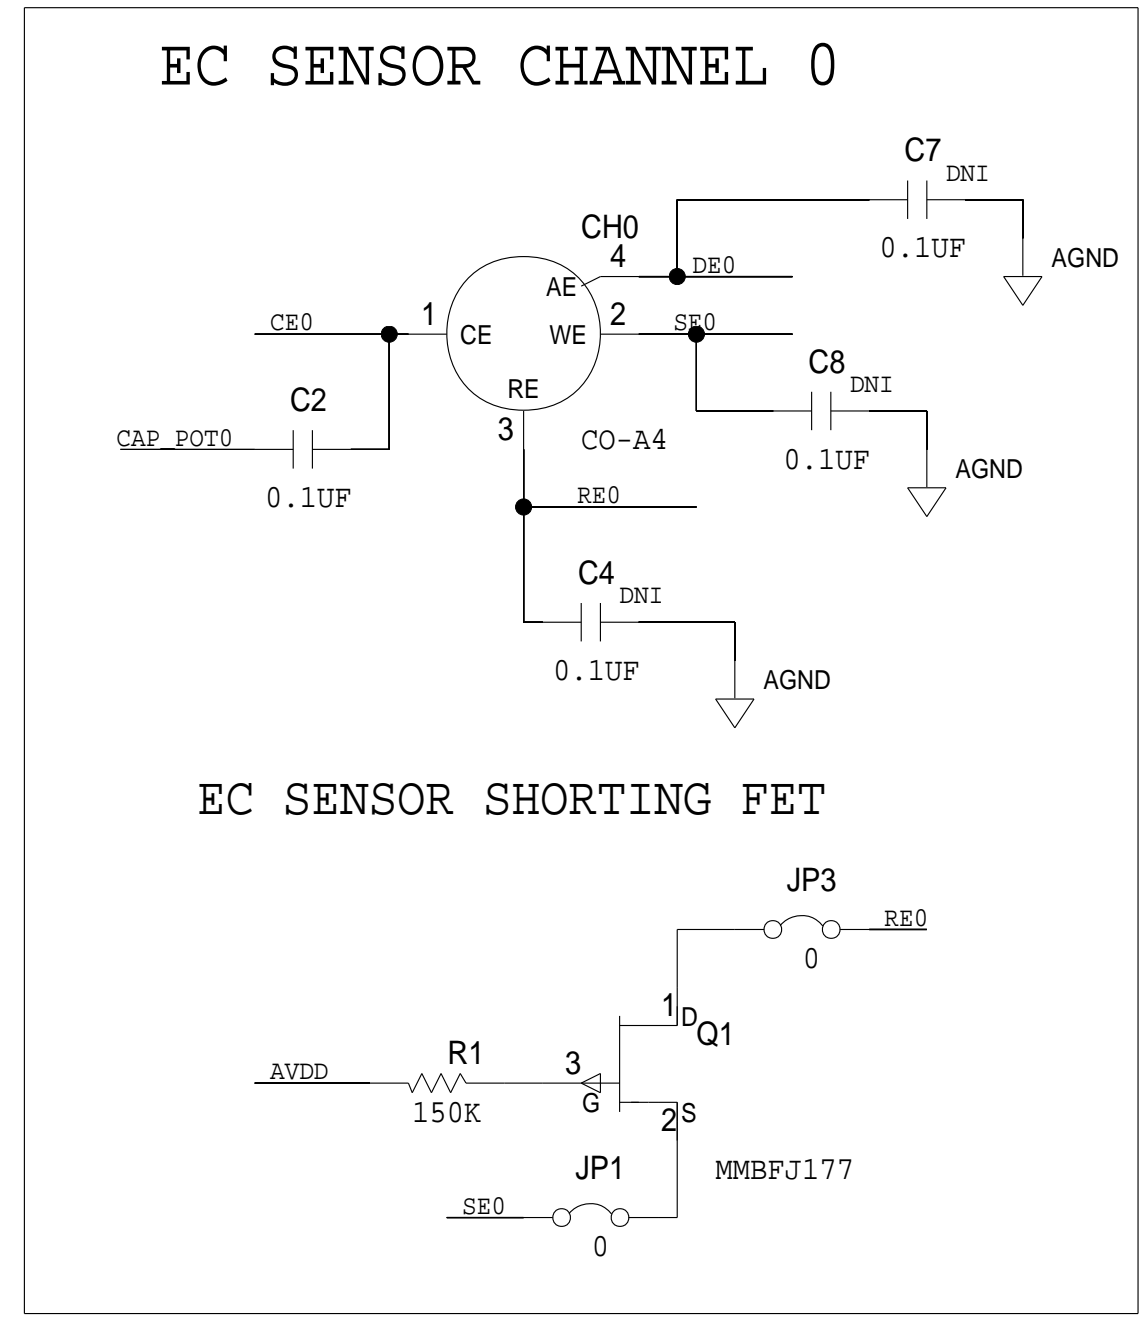 EC SENSOR CHANNEL 0
C7
DNI
0.1UF
AGND
CH0
4
DE0
AE
1
CE0
CE
WE
2
SE0
RE
3
C8
DNI
0.1UF
AGND
C2
CAP_POT0
0.1UF
CO-A4
RE0
C4
DNI
0.1UF
AGND
EC SENSOR SHORTING FET
JP3
RE0
0
1
D
Q1
R1
3
AVDD
150K
G
2
S
MMBFJ177
JP1
SE0
0